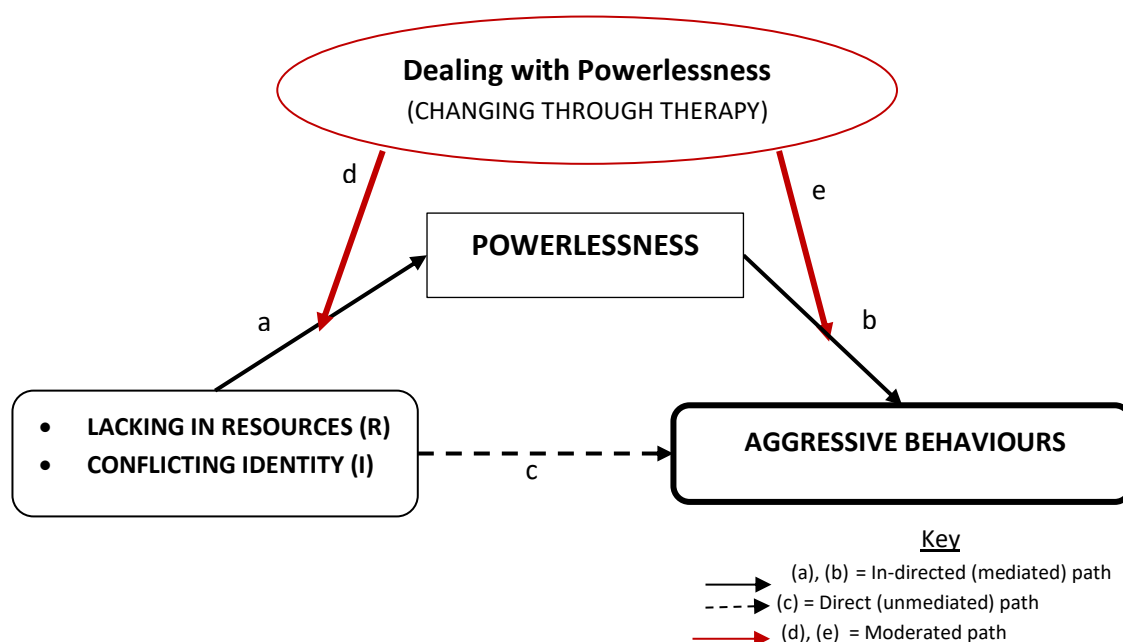 Dealing with Powerlessness
(CHANGING THROUGH THERAPY)
d
e
POWERLESSNESS
a
b
• LACKING IN RESOURCES (R)
• CONFLICTING IDENTITY (I)
AGGRESSIVE BEHAVIOURS
c
Key
(a), (b) = In-directed (mediated) path
(c) = Direct (unmediated) path
(d), (e) = Moderated path